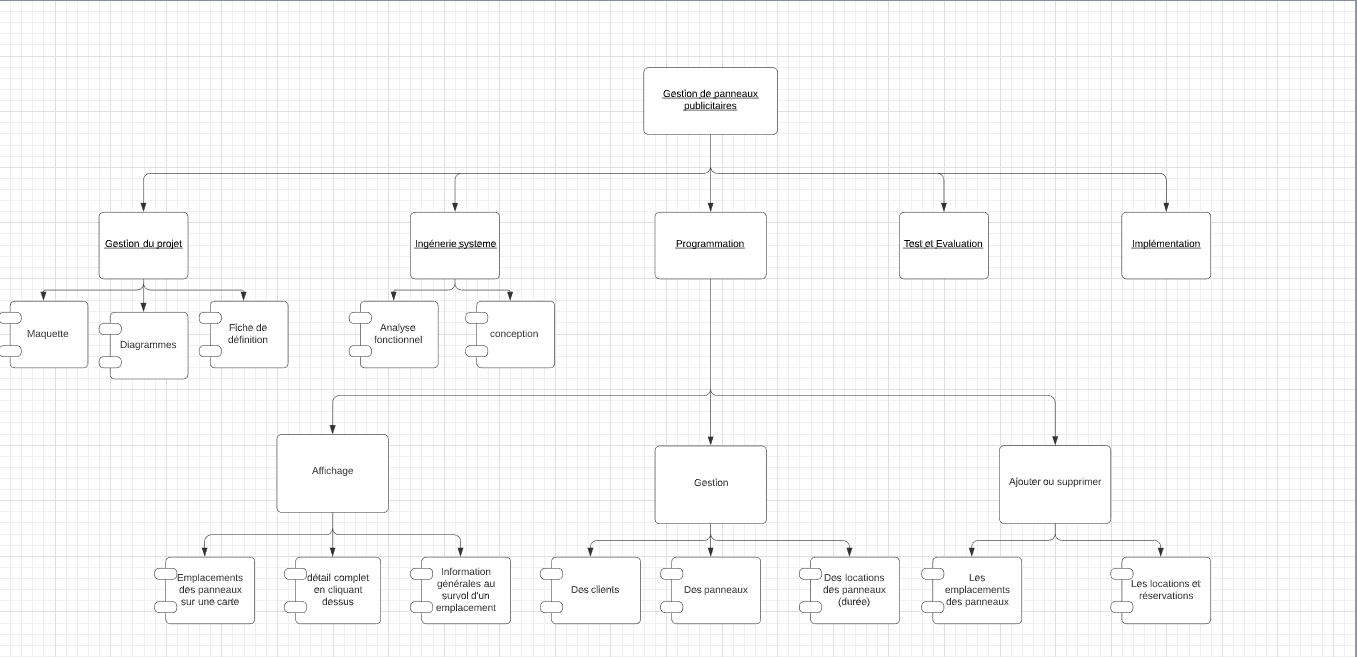 Gestion de panneaux
publicitaires
Gestion du projet
Ingénerie systeme
Programmation
Test et Evaluation
Implémentation
Maquette
Diagrammes
Fiche de
définition
Analyse
fonctionnel
conception
Affichage
Gestion
Ajouter ou supprimer
Emplacements
des panneaux
sur une carte
détail complet
en cliquant
dessus
Information
générales au
survol d'un
emplacement
Des clients
Des panneaux
Des locations
des panneaux
(durée)
Les
emplacements
des panneaux
Les locations et
réservations